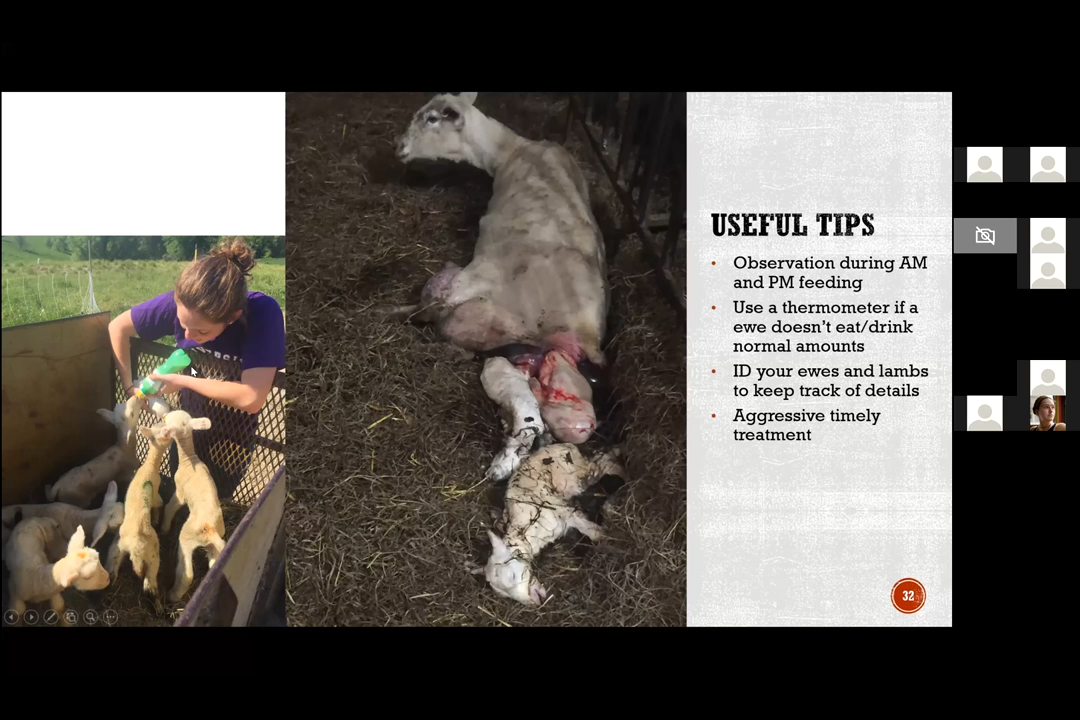 USEFUL TIPS
• Observation during AM
and PM feeding
• Use a thermometer if a
ewe doesn't eat/drink
normal amounts
• ID your ewes and lambs
to keep track of details
• Aggressive timely
treatment
32